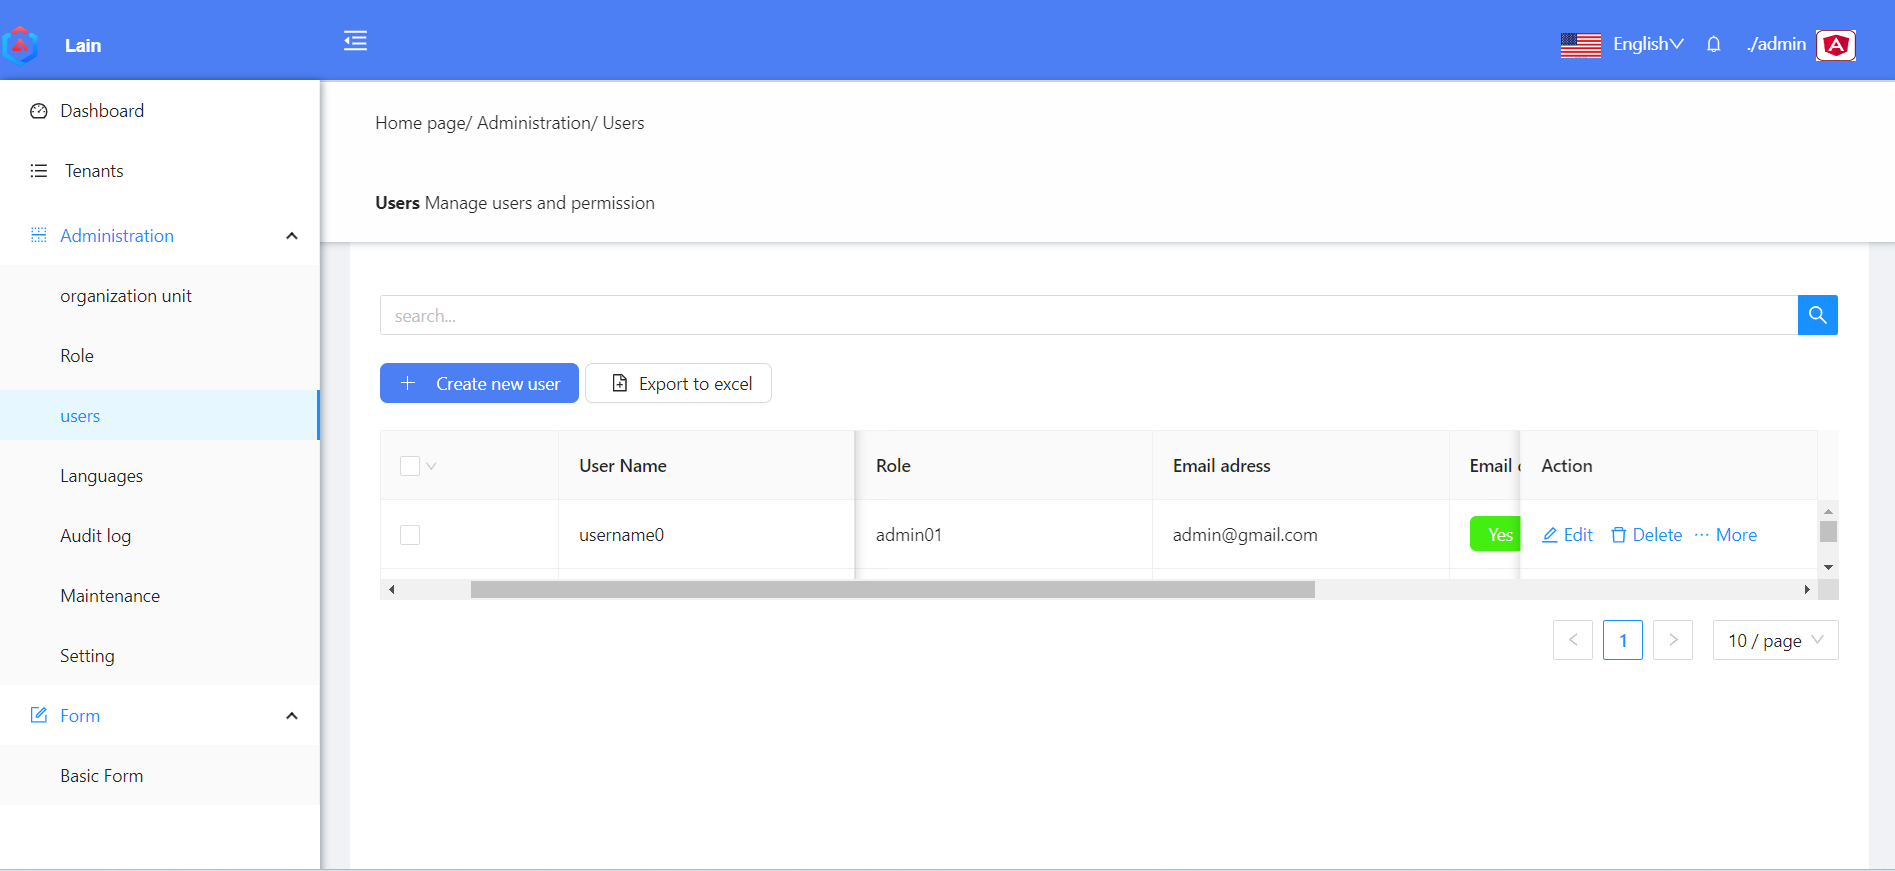 Lain
English
./admin
Dashboard
Tenants
Administration
organization unit
Role
users
Languages
Audit log
Maintenance
Setting
Form
Basic Form
Home page/ Administration/ Users
Users Manage users and permission
search...
Create new user
Export to excel
User Name Role Email adress Email Action
username0 admin01 admin@gmail.com Yes Edit Delete ··· More
< 1 > 10 / page